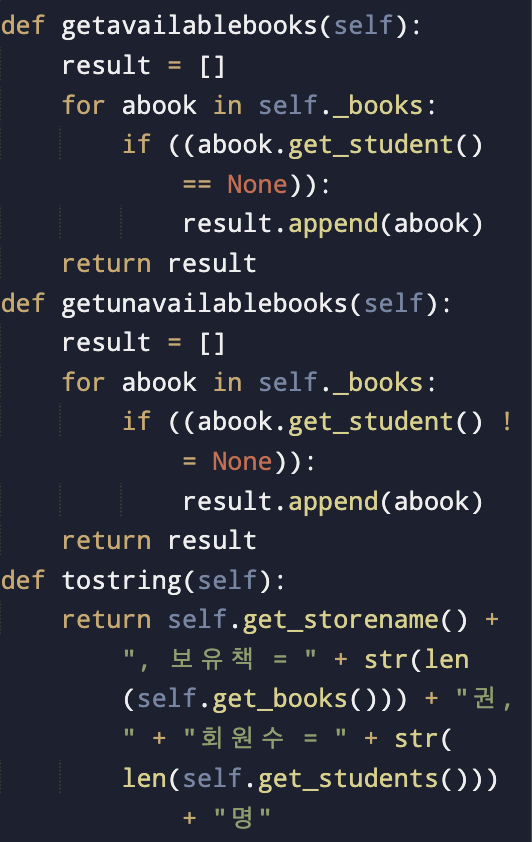 def getavailablebooks(self):
    result = []
    for abook in self._books:
        if ((abook.get_student()
            == None)):
            result.append(abook)
    return result
def getunavailablebooks(self):
    result = []
    for abook in self._books:
        if ((abook.get_student() !
            = None)):
            result.append(abook)
    return result
def tostring(self):
    return self.get_storename() +
        ", 보유책 = " + str(len
        (self.get_books())) + "권,
        " + "회원수 = " + str(
        len(self.get_students()))
            + "명"